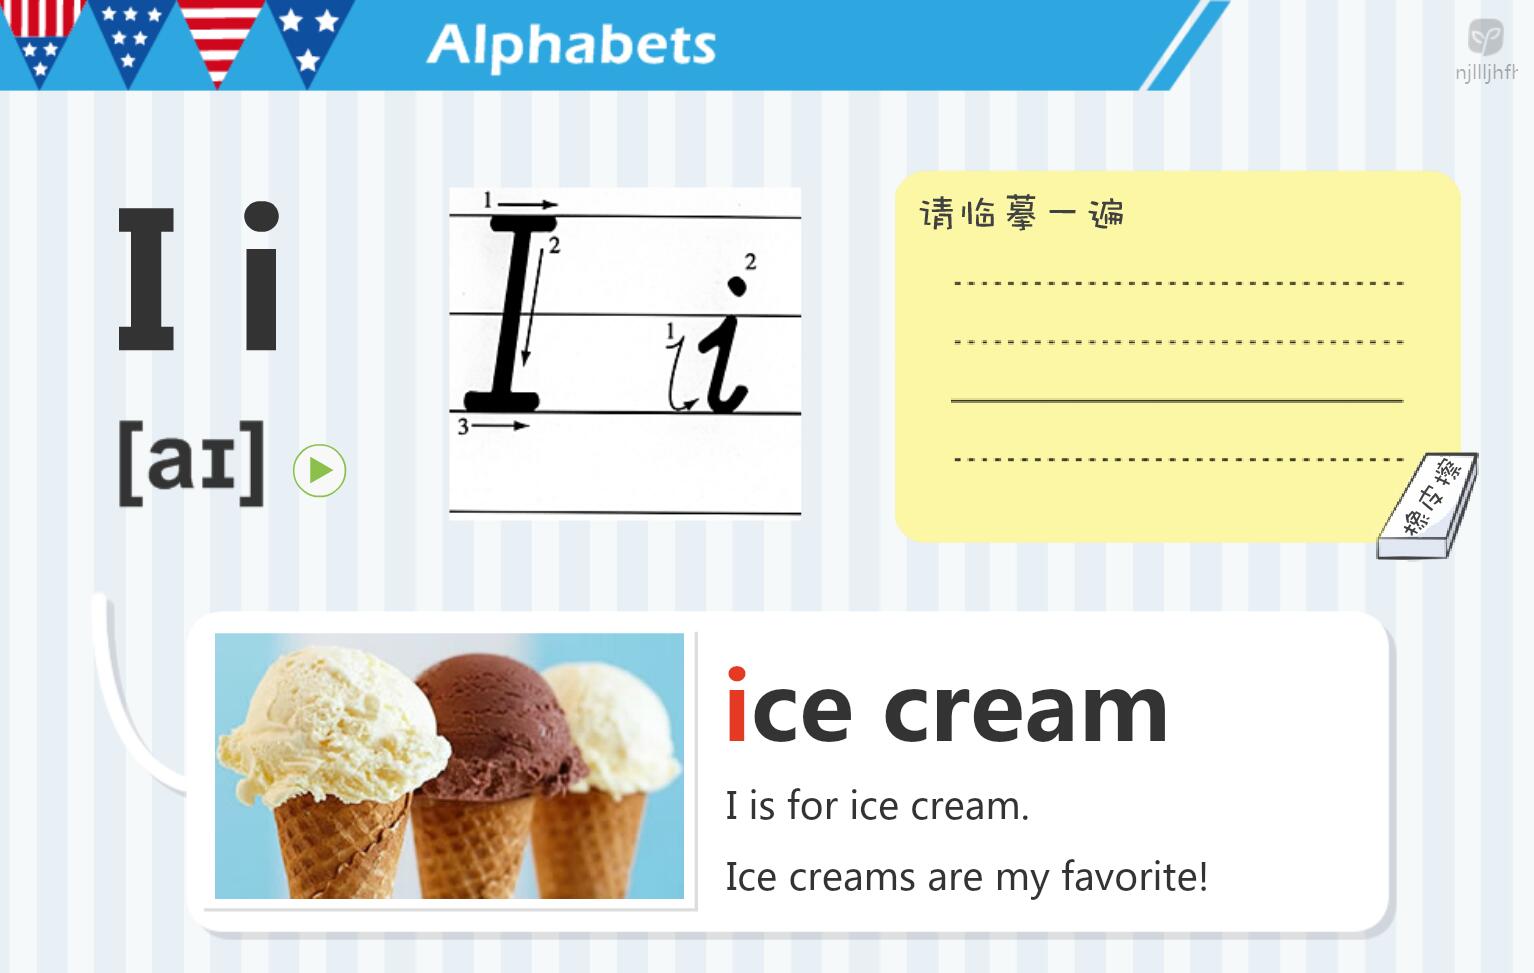 Alphabets
njllljhfh
I i
[aɪ]
1
2
3
1
2
请临摹一遍
橡皮擦
ice cream
I is for ice cream.
Ice creams are my favorite!